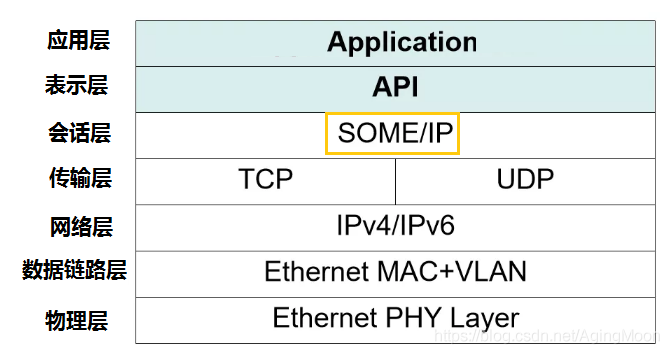 应用层 Application
表示层 API
会话层 SOME/IP
传输层 TCP UDP
网络层 IPv4/IPv6
数据链路层 Ethernet MAC+VLAN
物理层 Ethernet PHY Layer
https://blog.csdn.net/AgingMoon